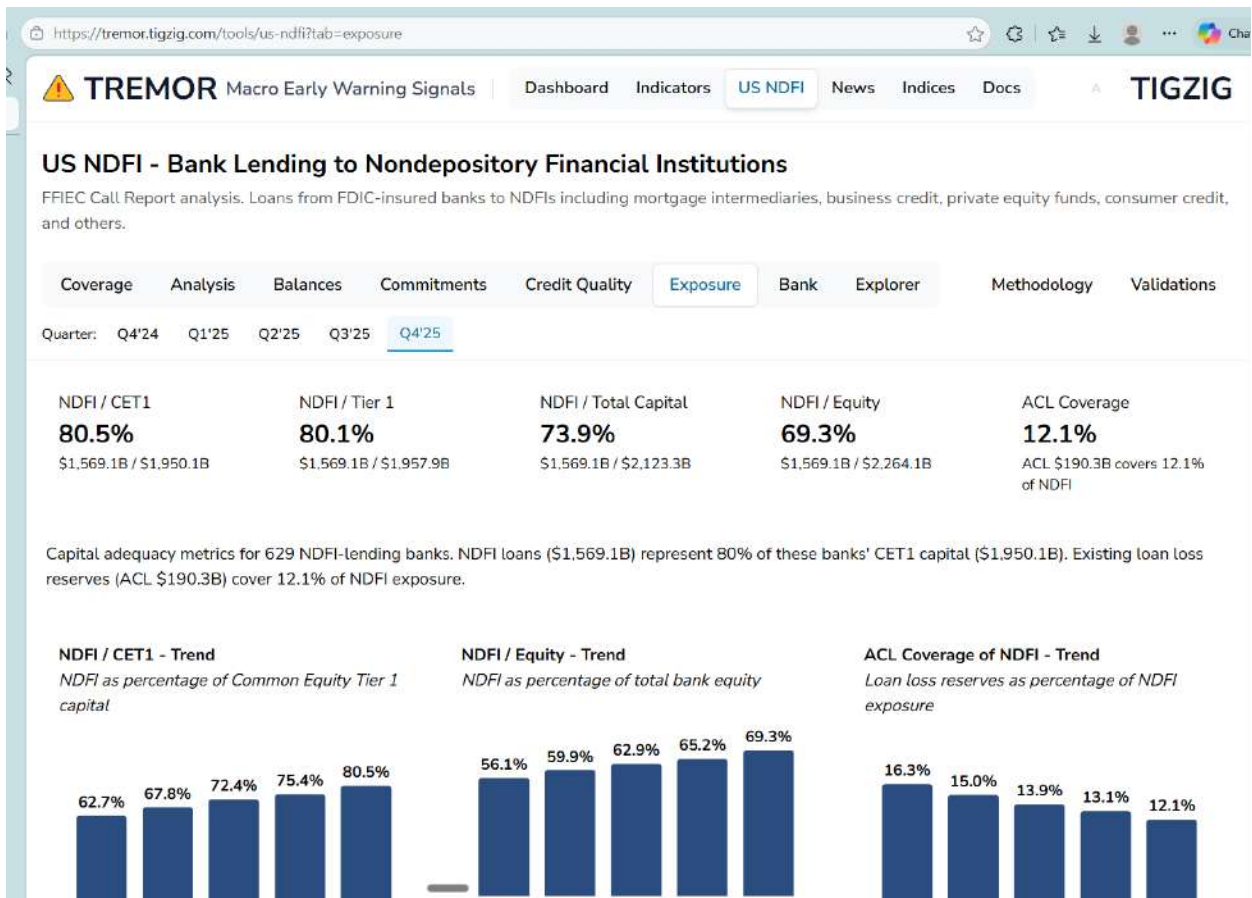 https://tremor.tigzig.com/tools/us-ndfi?tab=exposure
Cha
TREMOR Macro Early Warning Signals
Dashboard Indicators US NDFI News Indices Docs
A
TIGZIG
US NDFI - Bank Lending to Nondepository Financial Institutions
FFIEC Call Report analysis. Loans from FDIC-insured banks to NDFIs including mortgage intermediaries, business credit, private equity funds, consumer credit,
and others.
Coverage Analysis Balances Commitments Credit Quality Exposure Bank Explorer Methodology Validations
Quarter: Q4'24 Q1'25 Q2'25 Q3'25 Q4'25
NDFI / CET1
80.5%
$1,569.1B / $1,950.1B
NDFI / Tier 1
80.1%
$1,569.1B / $1,957.9B
NDFI / Total Capital
73.9%
$1,569.1B / $2,123.3B
NDFI / Equity
69.3%
$1,569.1B / $2,264.1B
ACL Coverage
12.1%
ACL $190.3B covers 12.1%
of NDFI
Capital adequacy metrics for 629 NDFI-lending banks. NDFI loans ($1,569.1B) represent 80% of these banks' CET1 capital ($1,950.1B). Existing loan loss
reserves (ACL $190.3B) cover 12.1% of NDFI exposure.
NDFI / CET1 - Trend
NDFI as percentage of Common Equity Tier 1
capital
62.7% 67.8% 72.4% 75.4% 80.5%
NDFI / Equity - Trend
NDFI as percentage of total bank equity
56.1% 59.9% 62.9% 65.2% 69.3%
ACL Coverage of NDFI - Trend
Loan loss reserves as percentage of NDFI
exposure
16.3% 15.0% 13.9% 13.1% 12.1%